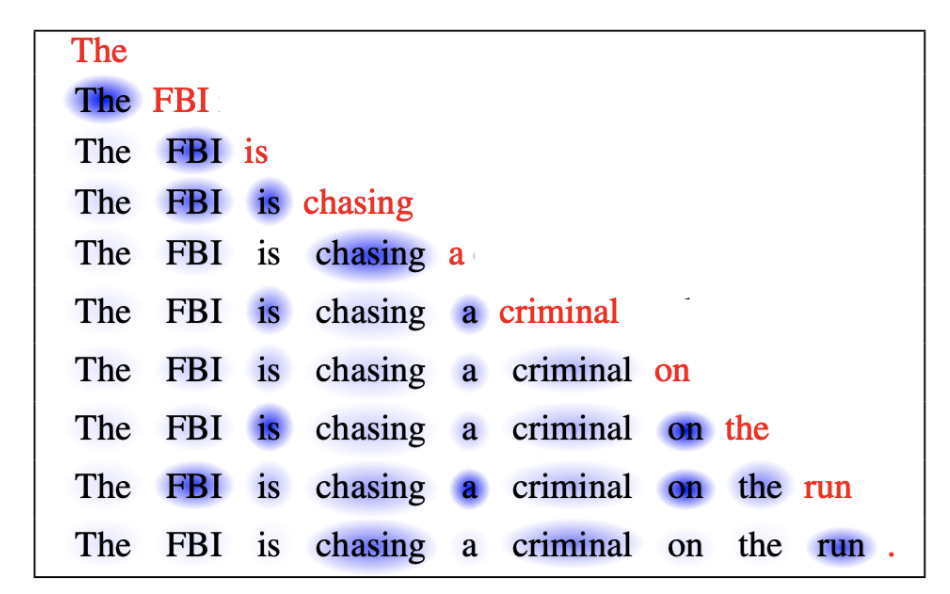 The
The FBI
The FBI is
The FBI is chasing
The FBI is chasing a
The FBI is chasing a criminal
The FBI is chasing a criminal on
The FBI is chasing a criminal on the
The FBI is chasing a criminal on the run
The FBI is chasing a criminal on the run .